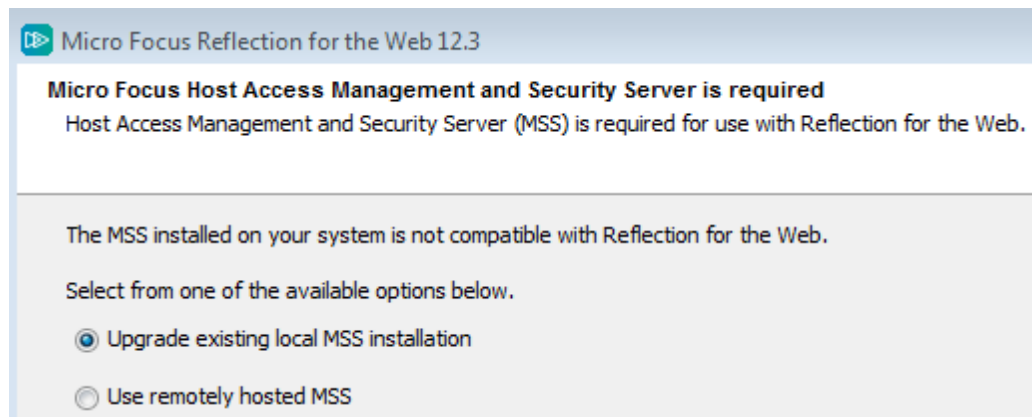 Micro Focus Reflection for the Web 12.3
Micro Focus Host Access Management and Security Server is required
Host Access Management and Security Server (MSS) is required for use with Reflection for the Web.
The MSS installed on your system is not compatible with Reflection for the Web.
Select from one of the available options below.
Upgrade existing local MSS installation
Use remotely hosted MSS